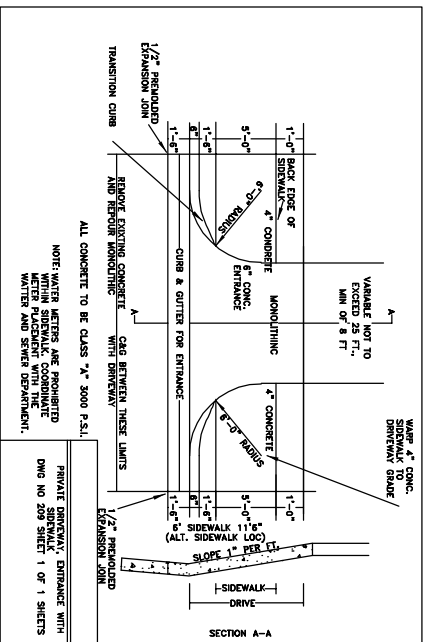 VARIABLE NOT TO
EXCEED 25 FT.,
MIN OF 8 FT
A
WARP 4" CONC.
SIDEWALK TO
DRIVEWAY GRADE
1'-0"
5'-0"
1'-6"
6"
1'-6"
BACK EDGE OF
SIDEWALK
4" CONDRETE
MONOLITHING
4" CONCRETE
6'-0" RADIUS
6" CONC.
ENTRANCE
6'-0" RADIUS
1'-0"
5'-0"
1'-6"
6"
1'-6"
CURB & GUTTER FOR ENTRANCE
A
1/2" PREMOLDED
EXPANSION JOIN
TRANSITION CURB
REMOVE EXIXTING CONCRETE
AND REPOUR MONOLITHIC
C&G BETWEEN THESE LIMITS
WITH DRIVEWAY
1/2" PREMOLDED
EXPANSION JOIN
6' SIDEWALK 11'6"
(ALT. SIDEWALK LOC)
SLOPE 1" PER FT.
SIDEWALK
DRIVE
SECTION A-A
ALL CONCRETE TO BE CLASS "A" 3000 P.S.I.
NOTE: WATER METERS ARE PROHIBITED
WITHIN SIDEWALK. COORDINATE
METER PLACEMENT WITH THE
WATTER AND SEWER DEPARTMENT.
PRIVATE DRIVEWAY, ENTRANCE WITH
SIDEWALK
DWG NO 209 SHEET 1 OF 1 SHEETS